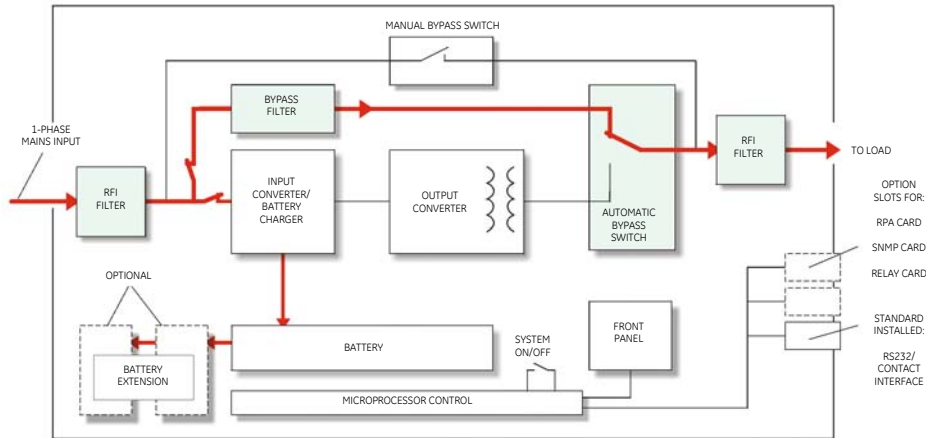 MANUAL BYPASS SWITCH
BYPASS
FILTER
1-PHASE
MAINS INPUT
RFI
FILTER
INPUT
CONVERTER/
BATTERY
CHARGER
OUTPUT
CONVERTER
AUTOMATIC
BYPASS
SWITCH
RFI
FILTER
TO LOAD
OPTION
SLOTS FOR:
RPA CARD
SNMP CARD
RELAY CARD
STANDARD
INSTALLED:
RS232/
CONTACT
INTERFACE
OPTIONAL
BATTERY
EXTENSION
BATTERY
SYSTEM
ON/OFF
FRONT
PANEL
MICROPROCESSOR CONTROL